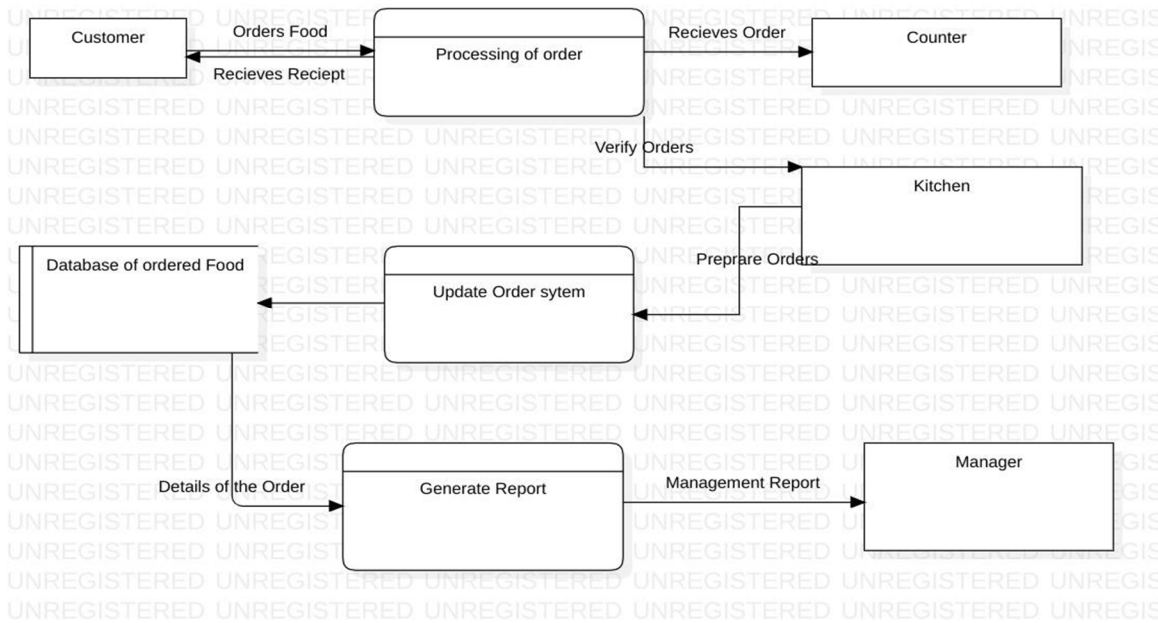 Customer
Orders Food
Recieves Reciept
Processing of order
Recieves Order
Counter
Verify Orders
Kitchen
Preprare Orders
Database of ordered Food
Update Order sytem
Details of the Order
Generate Report
Management Report
Manager
UNREGISTERED